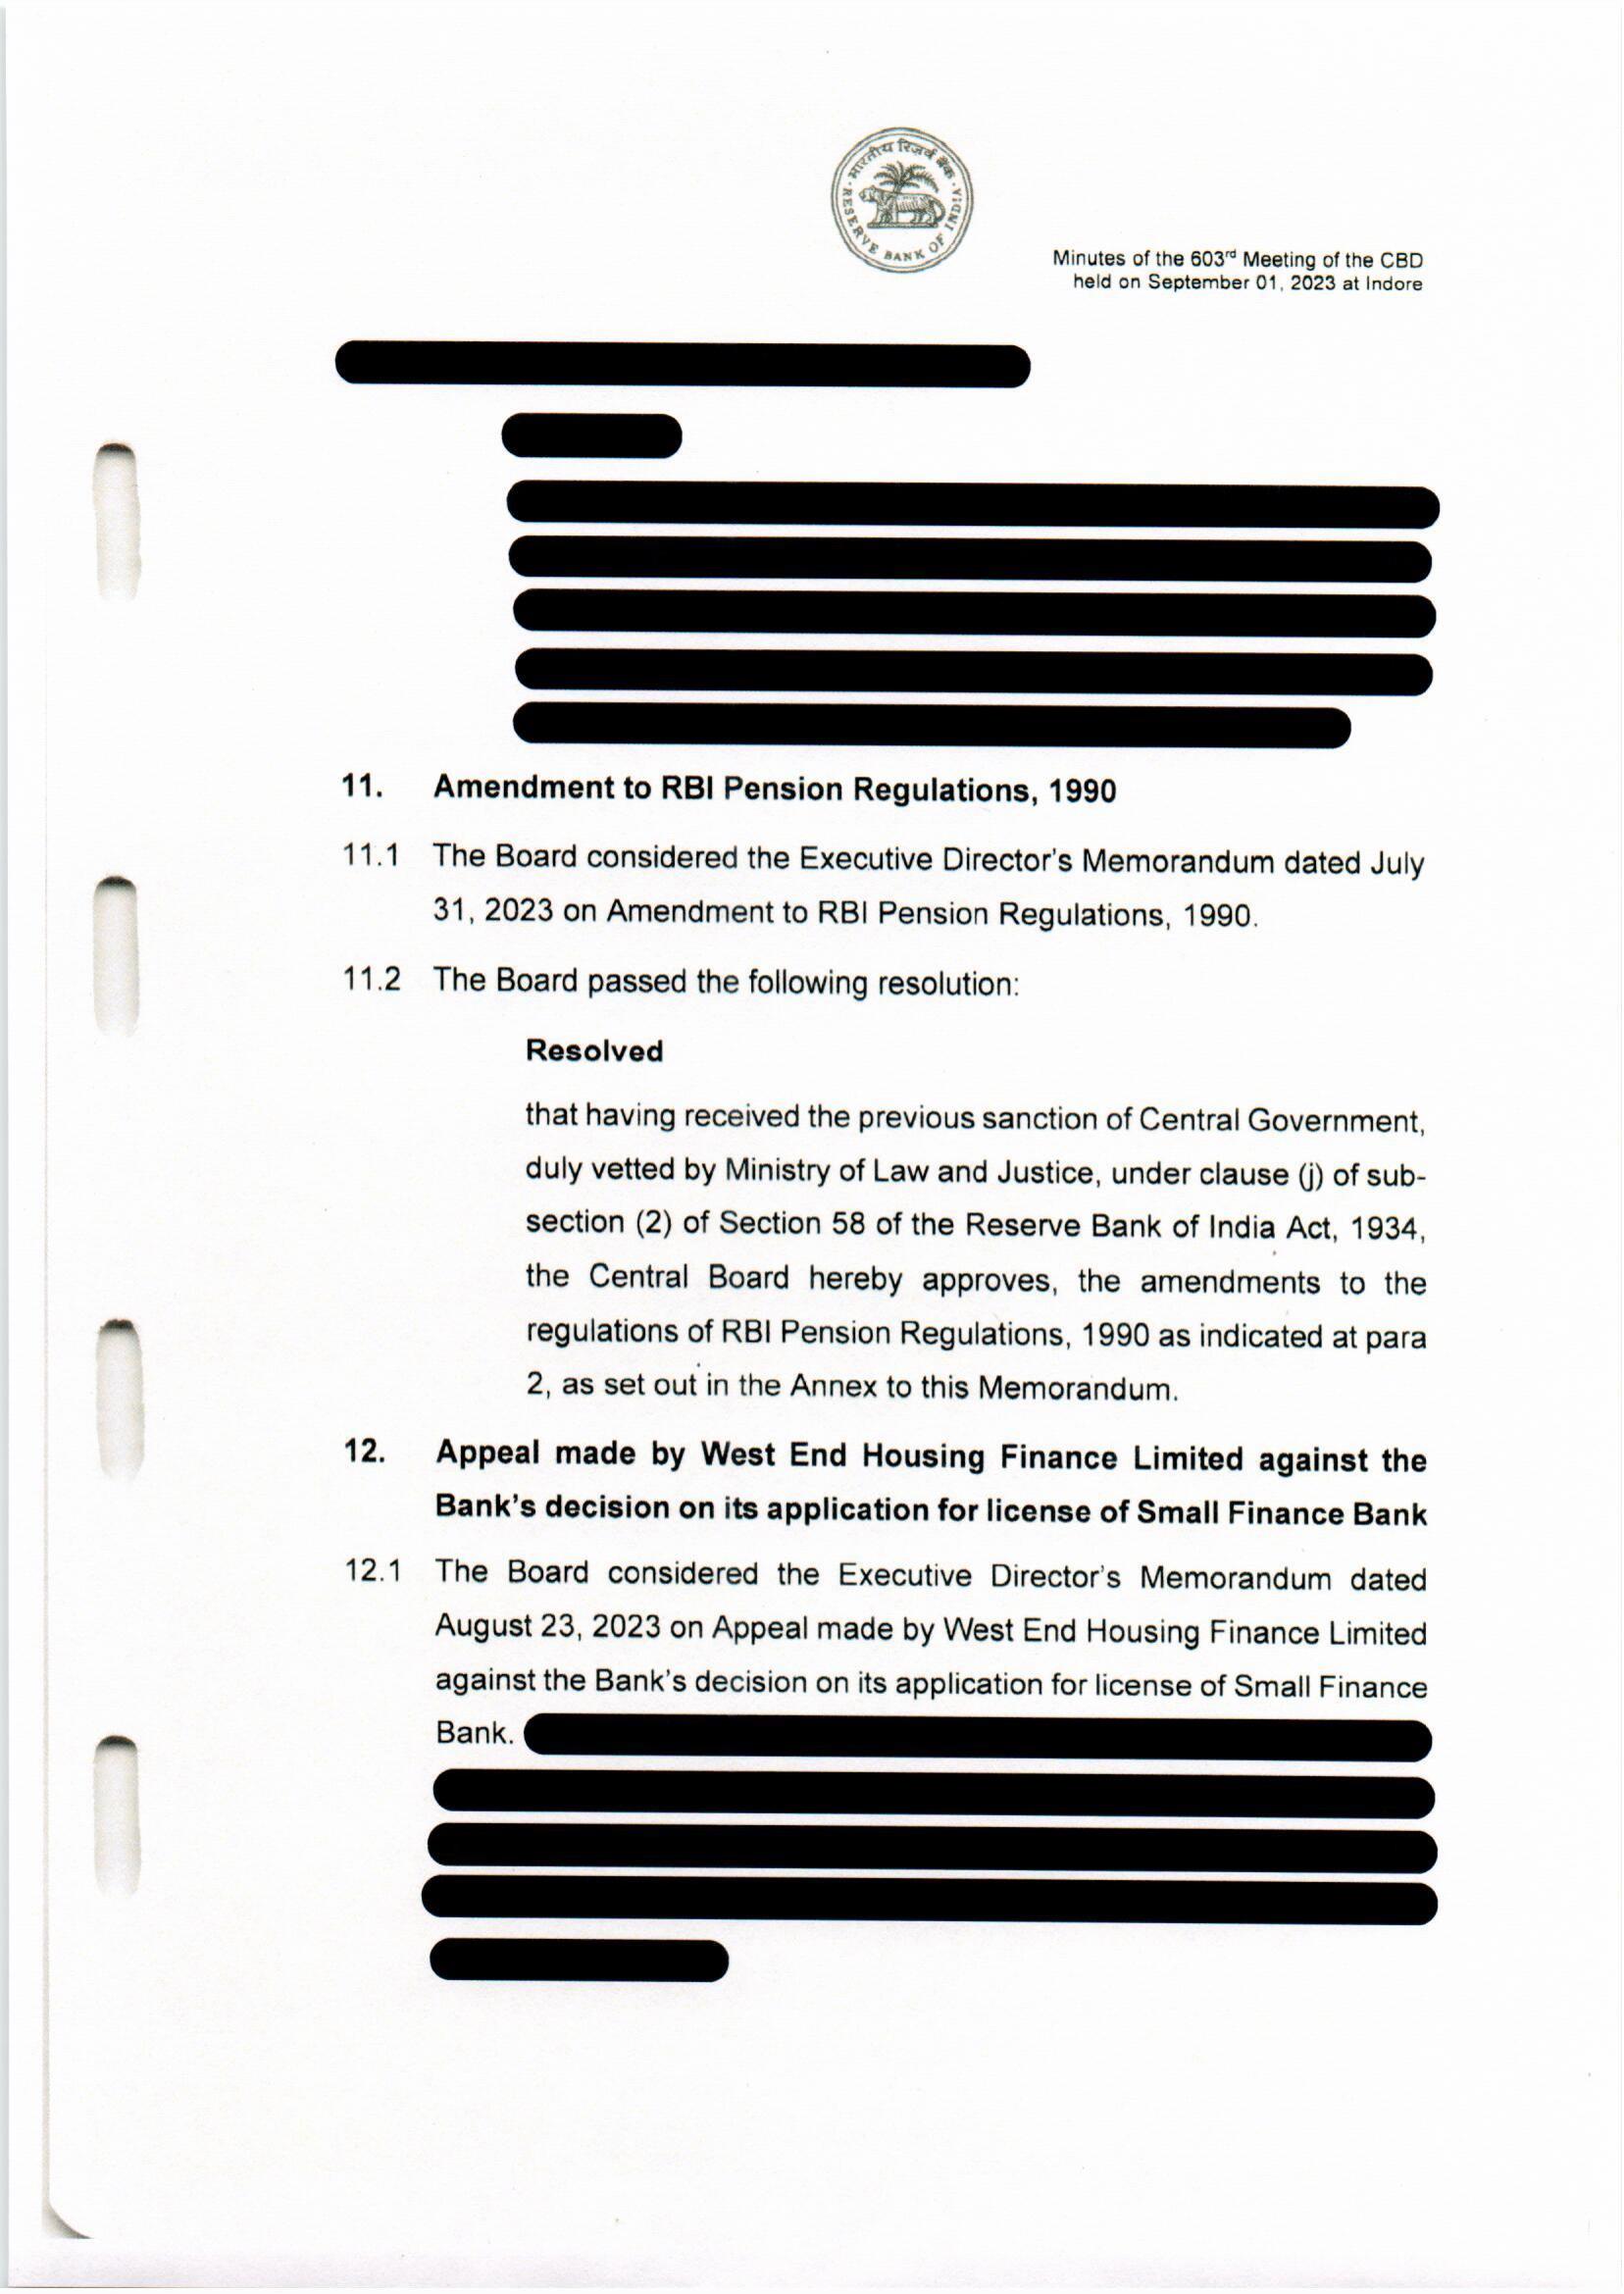 भारतीय रिज़र्व बैंक
RESERVE BANK OF INDIA
Minutes of the 603rd Meeting of the CBD
held on September 01, 2023 at Indore
11. Amendment to RBI Pension Regulations, 1990
11.1 The Board considered the Executive Director's Memorandum dated July
31, 2023 on Amendment to RBI Pension Regulations, 1990.
11.2 The Board passed the following resolution:
Resolved
that having received the previous sanction of Central Government,
duly vetted by Ministry of Law and Justice, under clause (j) of sub-
section (2) of Section 58 of the Reserve Bank of India Act, 1934,
the Central Board hereby approves, the amendments to the
regulations of RBI Pension Regulations, 1990 as indicated at para
2, as set out in the Annex to this Memorandum.
12. Appeal made by West End Housing Finance Limited against the
Bank's decision on its application for license of Small Finance Bank
12.1 The Board considered the Executive Director's Memorandum dated
August 23, 2023 on Appeal made by West End Housing Finance Limited
against the Bank's decision on its application for license of Small Finance
Bank.